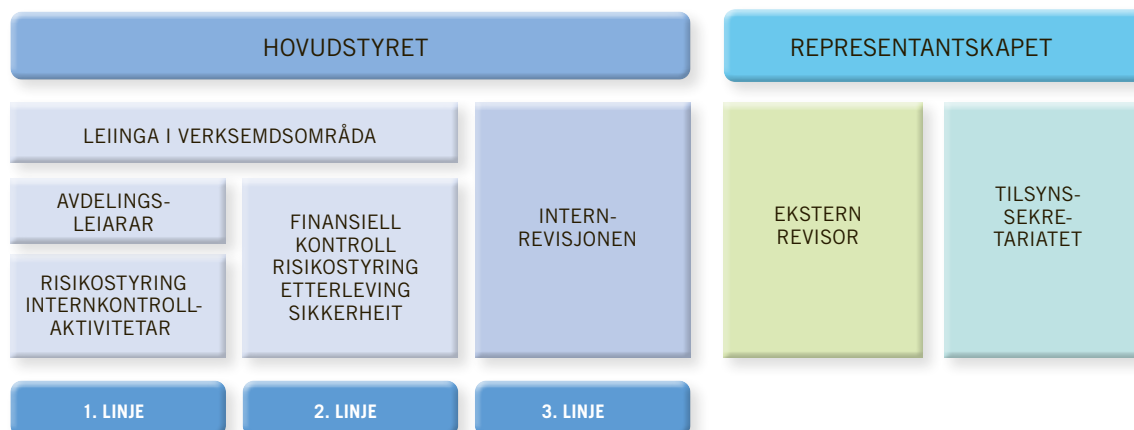 HOVUDSTYRET
REPRESENTANTSKAPET
LEIINGA I VERKSEMDSOMRÅDA
AVDELINGS-
LEIARAR
RISIKOSTYRING
INTERNKONTROLL-
AKTIVITETAR
FINANSIELL
KONTROLL
RISIKOSTYRING
ETTERLEVING
SIKKERHEIT
INTERN-
REVISJONEN
EKSTERN
REVISOR
TILSYNS-
SEKRE-
TARIATET
1. LINJE
2. LINJE
3. LINJE